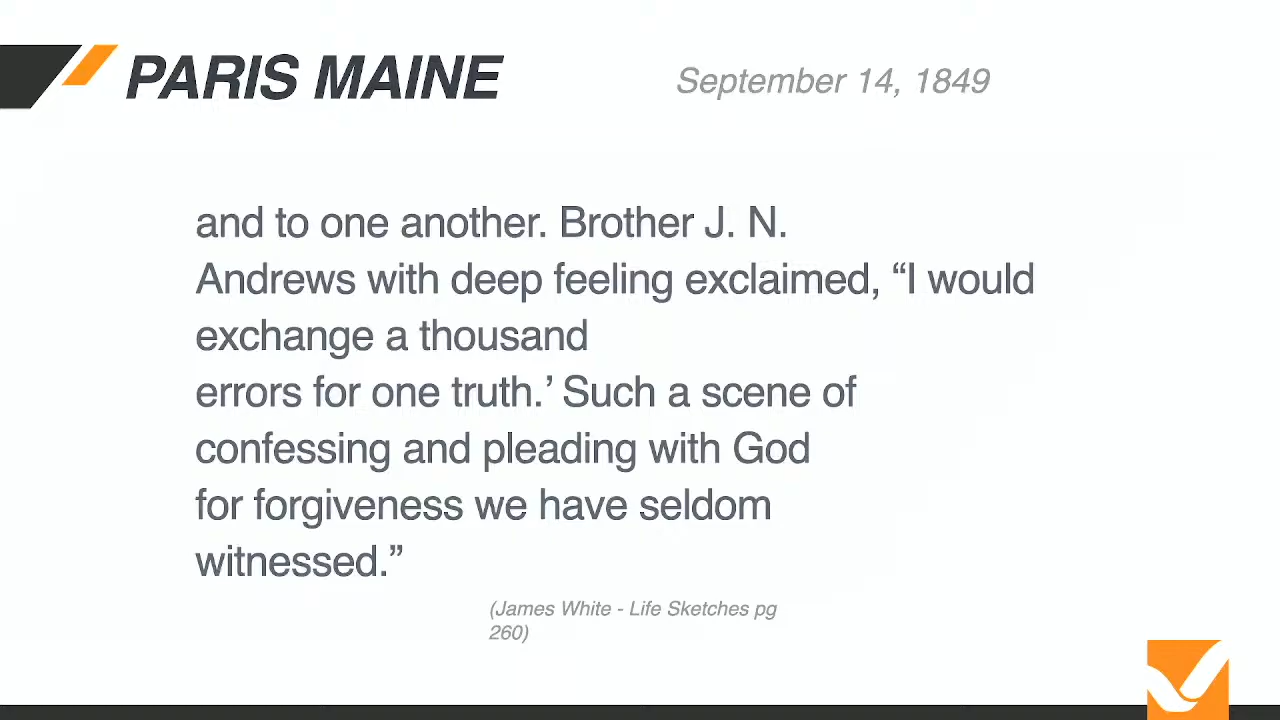 PARIS MAINE
September 14, 1849
and to one another. Brother J. N.
Andrews with deep feeling exclaimed, “I would
exchange a thousand
errors for one truth.’ Such a scene of
confessing and pleading with God
for forgiveness we have seldom
witnessed.”
(James White - Life Sketches pg
260)